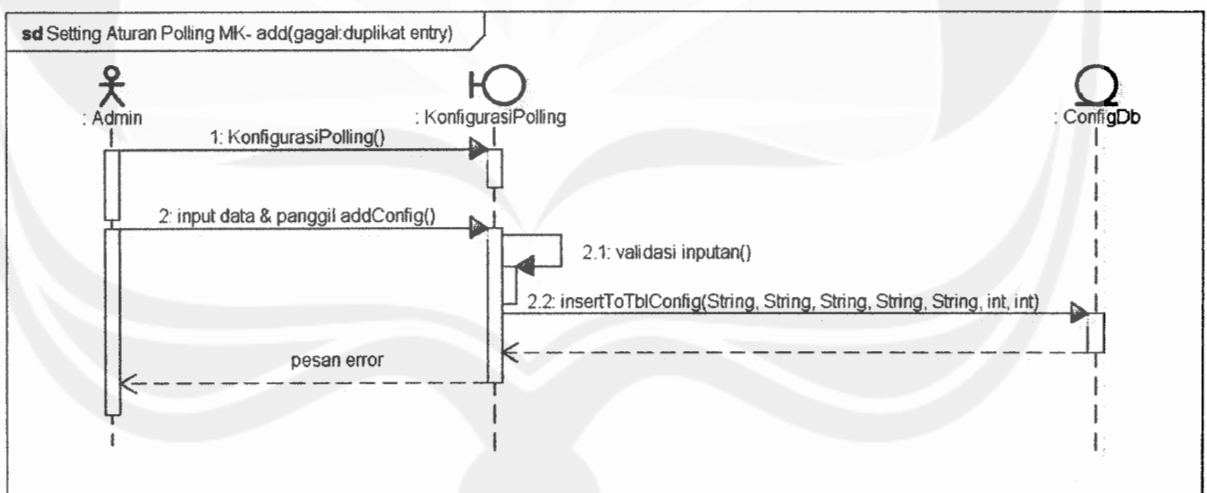 sd Setting Aturan Polling MK- add(gagal:duplikat entry)
: Admin
: KonfigurasiPolling
: ConfigDb
1: KonfigurasiPolling()
2: input data & panggil addConfig()
2.1: validasi inputan()
2.2: insertToTblConfig(String, String, String, String, String, int, int)
pesan error